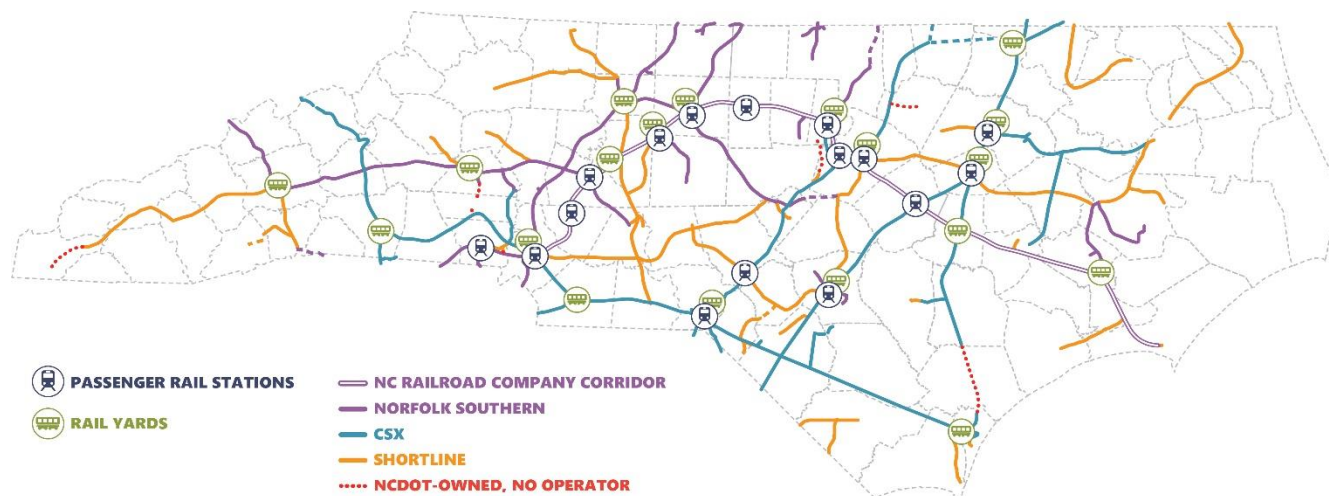 PASSENGER RAIL STATIONS
RAIL YARDS
NC RAILROAD COMPANY CORRIDOR
NORFOLK SOUTHERN
CSX
SHORTLINE
NCDOT-OWNED, NO OPERATOR